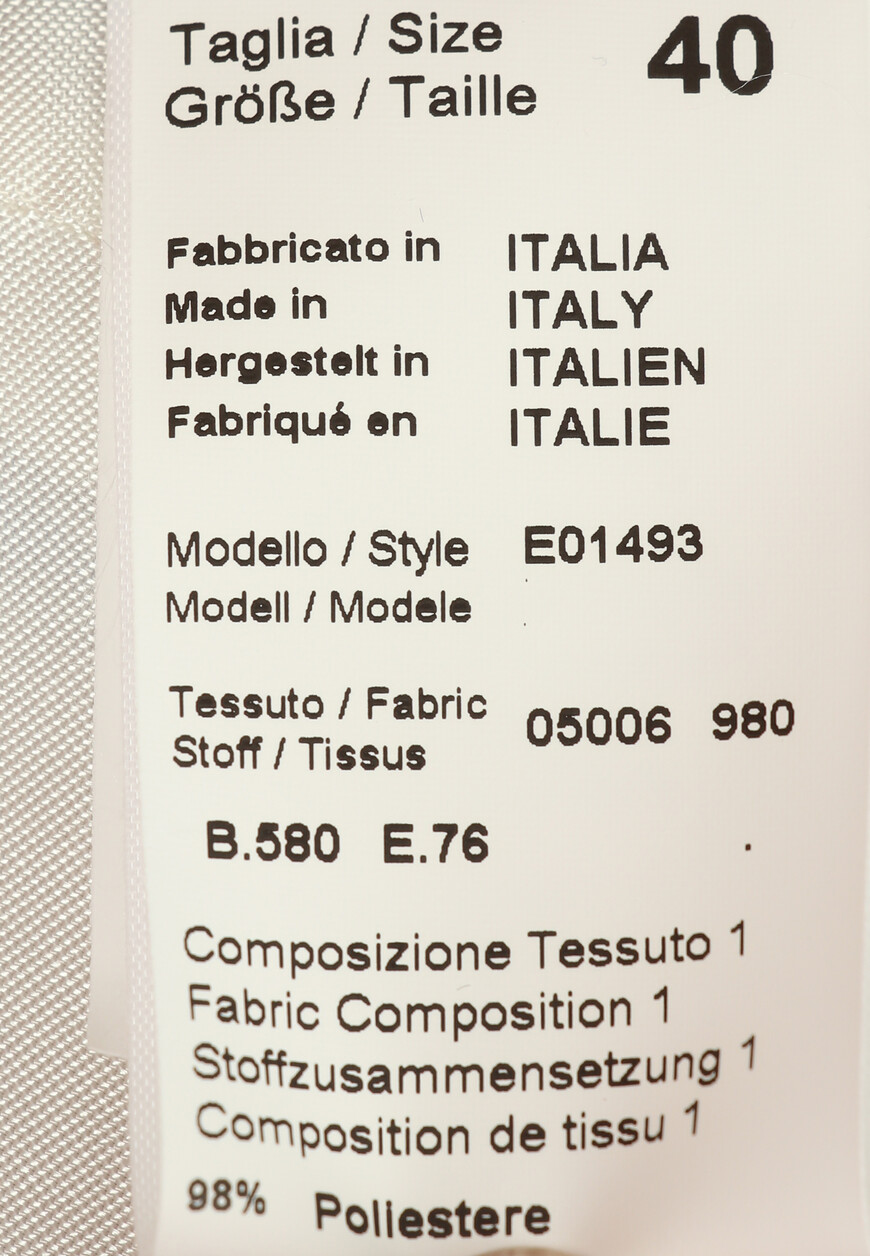 Taglia / Size 40
Größe / Taille
Fabbricato in ITALIA
Made in ITALY
Hergestelt in ITALIEN
Fabriqué en ITALIE
Modello / Style E01493
Modell / Modele
Tessuto / Fabric 05006 980
Stoff / Tissus
B.580 E.76
Composizione Tessuto 1
Fabric Composition 1
Stoffzusammensetzung 1
Composition de tissu 1
98% Poliestere